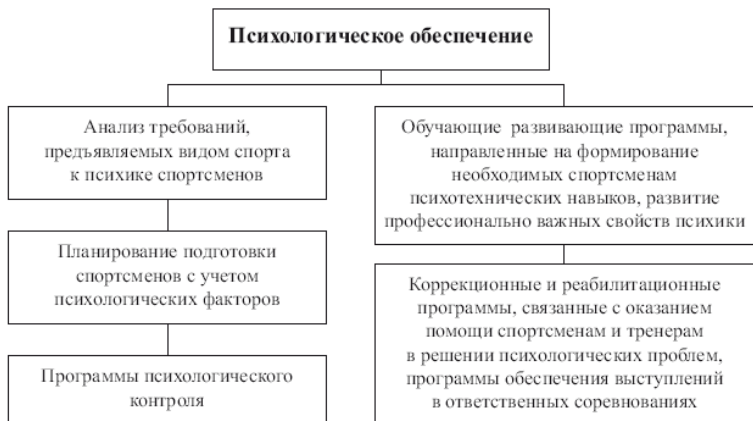 Психологическое обеспечение
Анализ требований,
предъявляемых видом спорта
к психике спортсменов
Планирование подготовки
спортсменов с учетом
психологических факторов
Программы психологического
контроля
Обучающие развивающие программы,
направленные на формирование
необходимых спортсменам
психотехнических навыков, развитие
профессионально важных свойств психики
Коррекционные и реабилитационные
программы, связанные с оказанием
помощи спортсменам и тренерам
в решении психологических проблем,
программы обеспечения выступлений
в ответственных соревнованиях